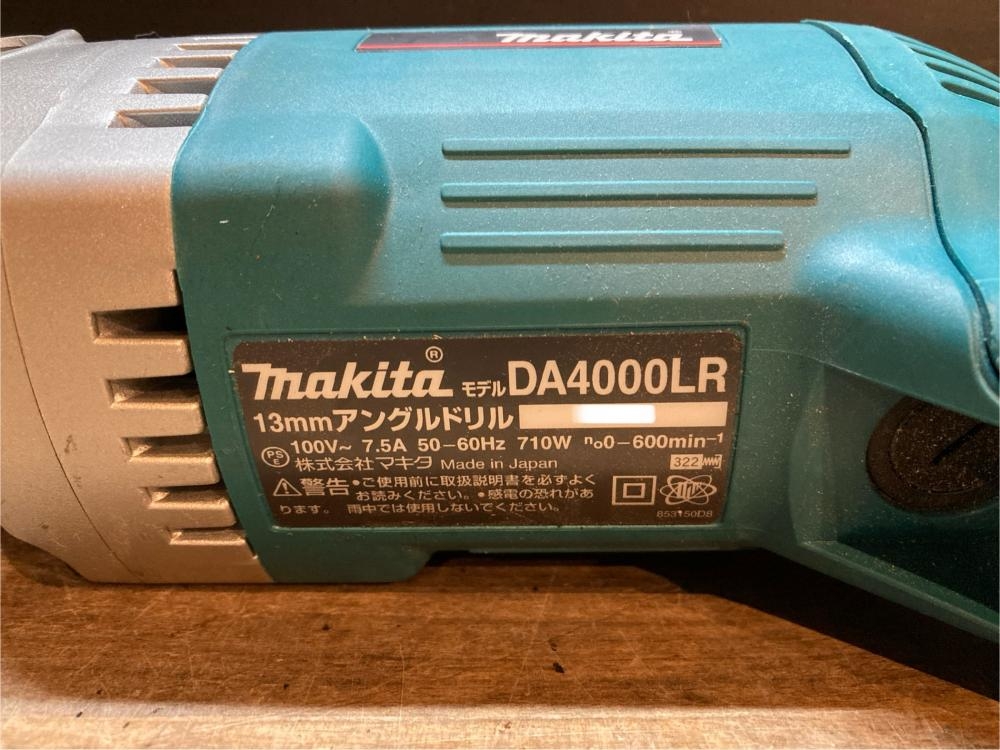 makita®
makita® モデル DA4000LR
13mmアングルドリル
100V~ 7.5A 50-60Hz 710W n₀0-600min⁻¹
PSE 株式会社マキタ Made in Japan 322
警告 •ご使用前に取扱説明書を必ずよく
お読みください。•感電の恐れがあ
ります。雨中では使用しないでください。
853150D8